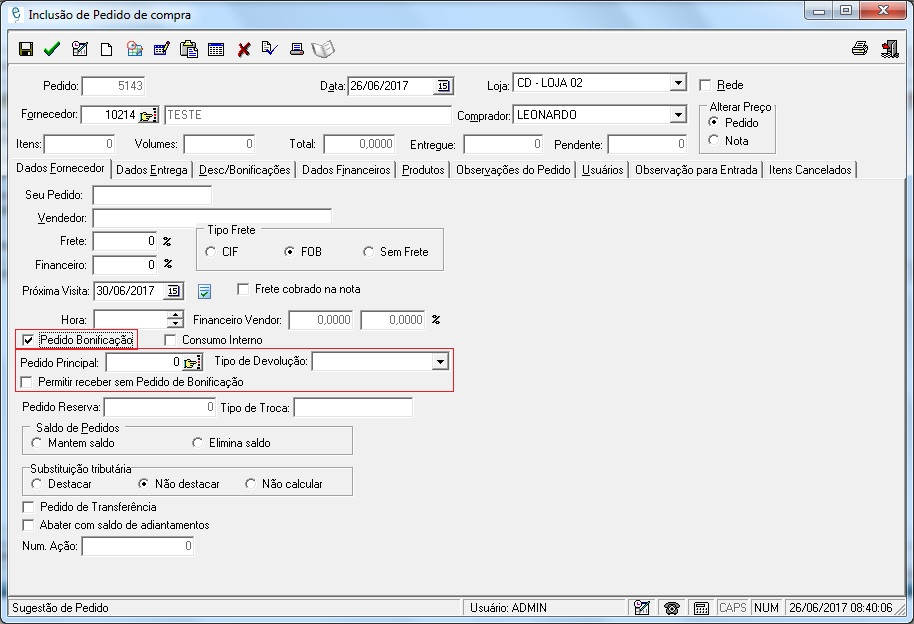 Inclusão de Pedido de compra
Pedido: 5143 Data: 26/06/2017 15 Loja: CD - LOJA 02 Rede
Fornecedor: 10214 TESTE Comprador: LEONARDO Alterar Preço
Pedido
Nota
Itens: 0 Volumes: 0 Total: 0,0000 Entregue: 0 Pendente: 0
Dados Fornecedor Dados Entrega Desc/Bonificações Dados Financeiros Produtos Observações do Pedido Usuários Observação para Entrada Itens Cancelados
Seu Pedido:
Vendedor:
Frete: 0 % Tipo Frete
CIF FOB Sem Frete
Financeiro: 0 %
Próxima Visita: 30/06/2017 15 Frete cobrado na nota
Hora: Financeiro Vendor: 0,0000 0,0000 %
Pedido Bonificação Consumo Interno
Pedido Principal: 0 Tipo de Devolução:
Permitir receber sem Pedido de Bonificação
Pedido Reserva: 0 Tipo de Troca:
Saldo de Pedidos
Mantem saldo Elimina saldo
Substituição tributária
Destacar Não destacar Não calcular
Pedido de Transferência
Abater com saldo de adiantamentos
Num. Ação: 0
Sugestão de Pedido Usuário: ADMIN CAPS NUM 26/06/2017 08:40:06